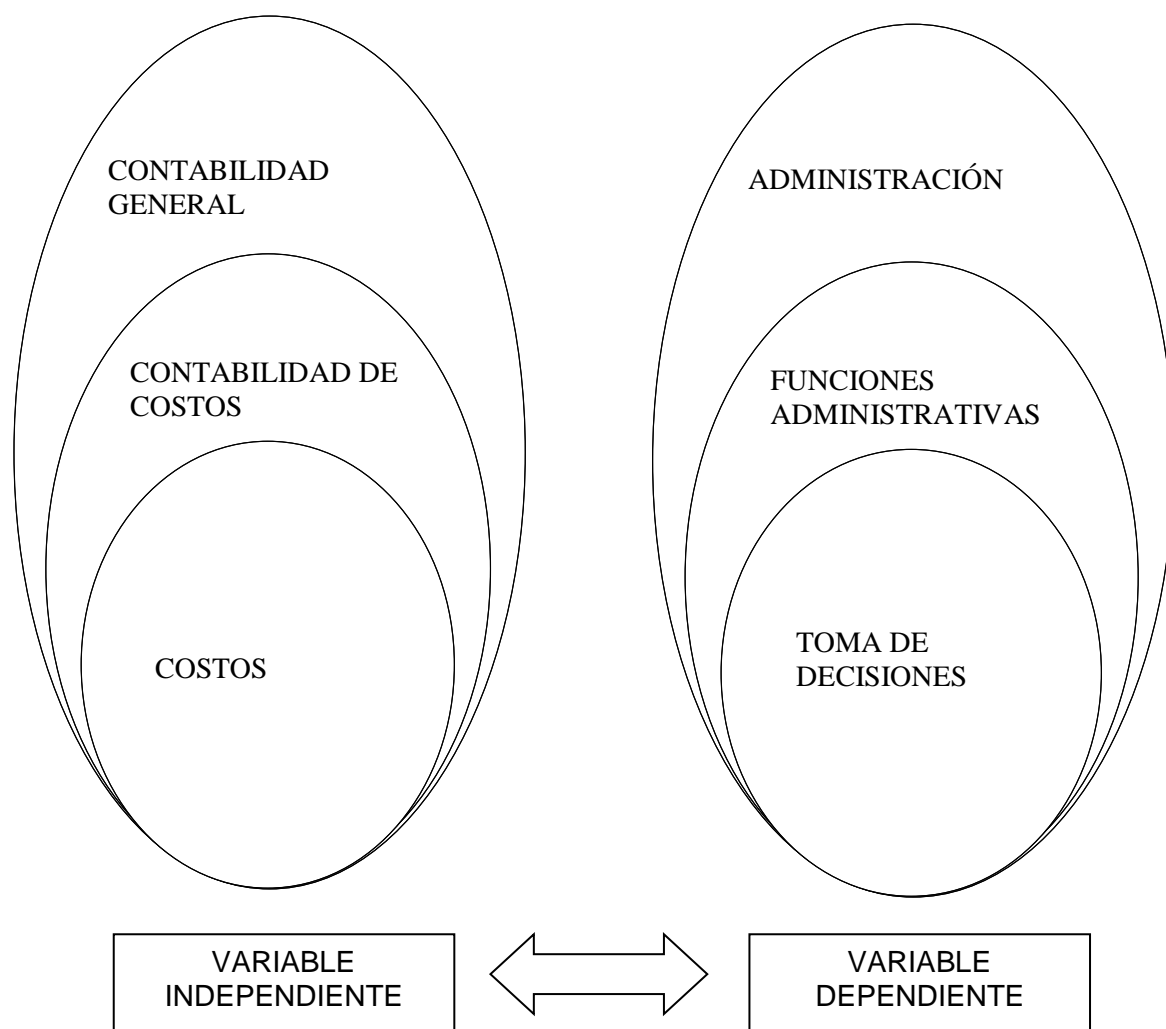 CONTABILIDAD
GENERAL
CONTABILIDAD DE
COSTOS
COSTOS
ADMINISTRACIÓN
FUNCIONES
ADMINISTRATIVAS
TOMA DE
DECISIONES
VARIABLE
INDEPENDIENTE
VARIABLE
DEPENDIENTE